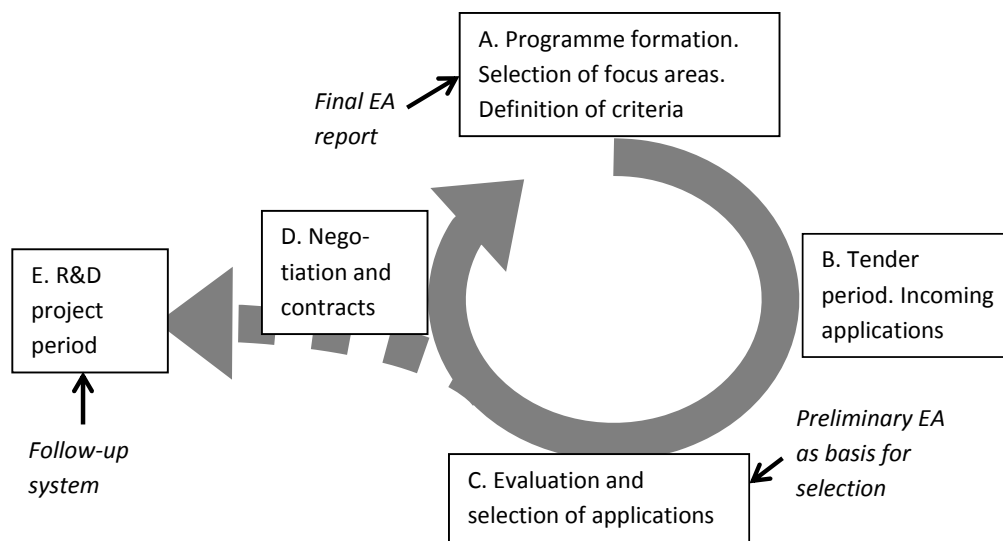 A. Programme formation.
Selection of focus areas.
Definition of criteria
Final EA
report
D. Nego-
tiation and
contracts
E. R&D
project
period
B. Tender
period. Incoming
applications
Follow-up
system
Preliminary EA
as basis for
selection
C. Evaluation and
selection of applications